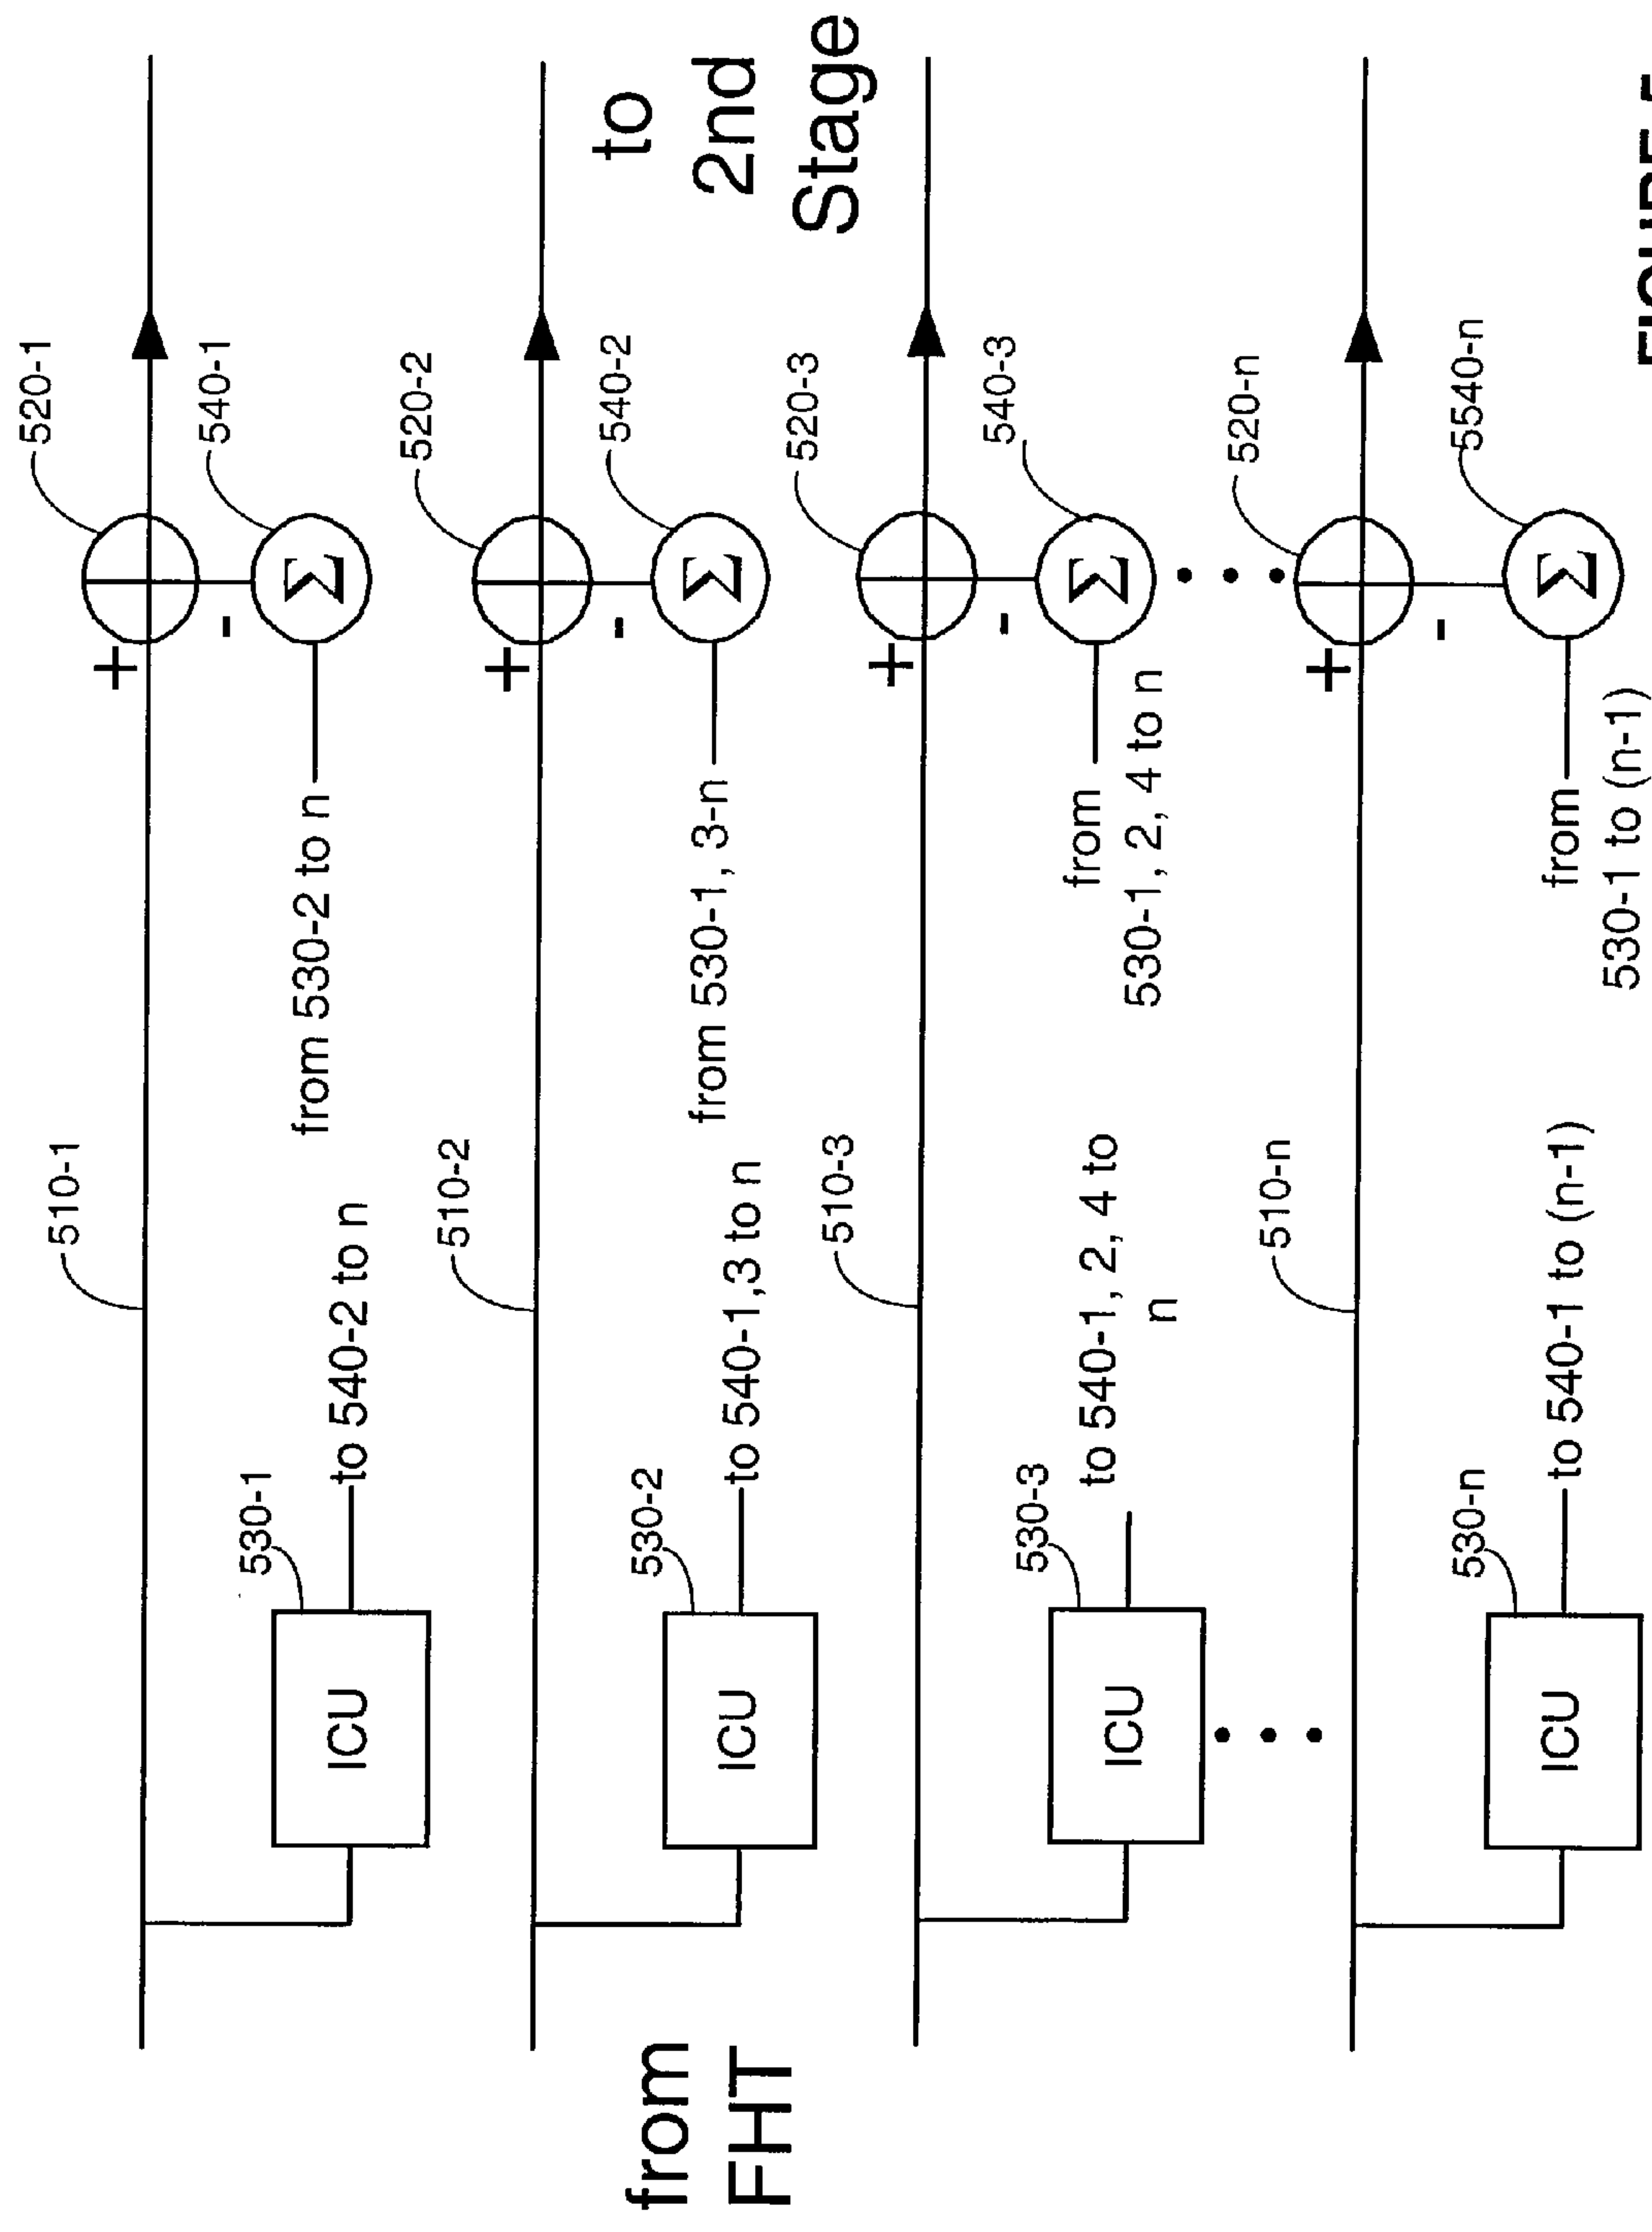 from
FHT
510-1
520-1
530-1
ICU
to 540-2 to n
from 530-2 to n
+
-
Σ
540-1
510-2
520-2
530-2
ICU
to 540-1,3 to n
from 530-1, 3-n
+
-
Σ
540-2
510-3
520-3
530-3
ICU
to 540-1, 2, 4 to
n
from
530-1, 2, 4 to n
+
-
Σ
540-3
510-n
520-n
530-n
ICU
to 540-1 to (n-1)
from
530-1 to (n-1)
+
-
Σ
5540-n
to
2nd
Stage
FIGURE 5